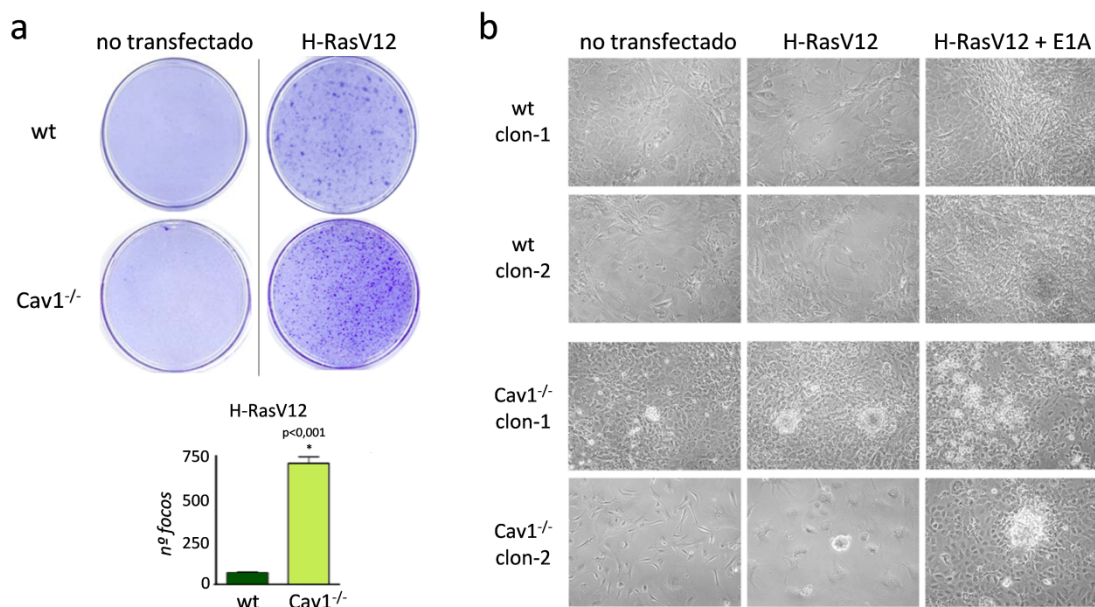 a
no transfectado H-RasV12
wt
Cav1-/-
H-RasV12
p<0,001
*
750
500
250
0
nº focos
wt Cav1-/-
b
no transfectado H-RasV12 H-RasV12 + E1A
wt
clon-1
wt
clon-2
Cav1-/-
clon-1
Cav1-/-
clon-2